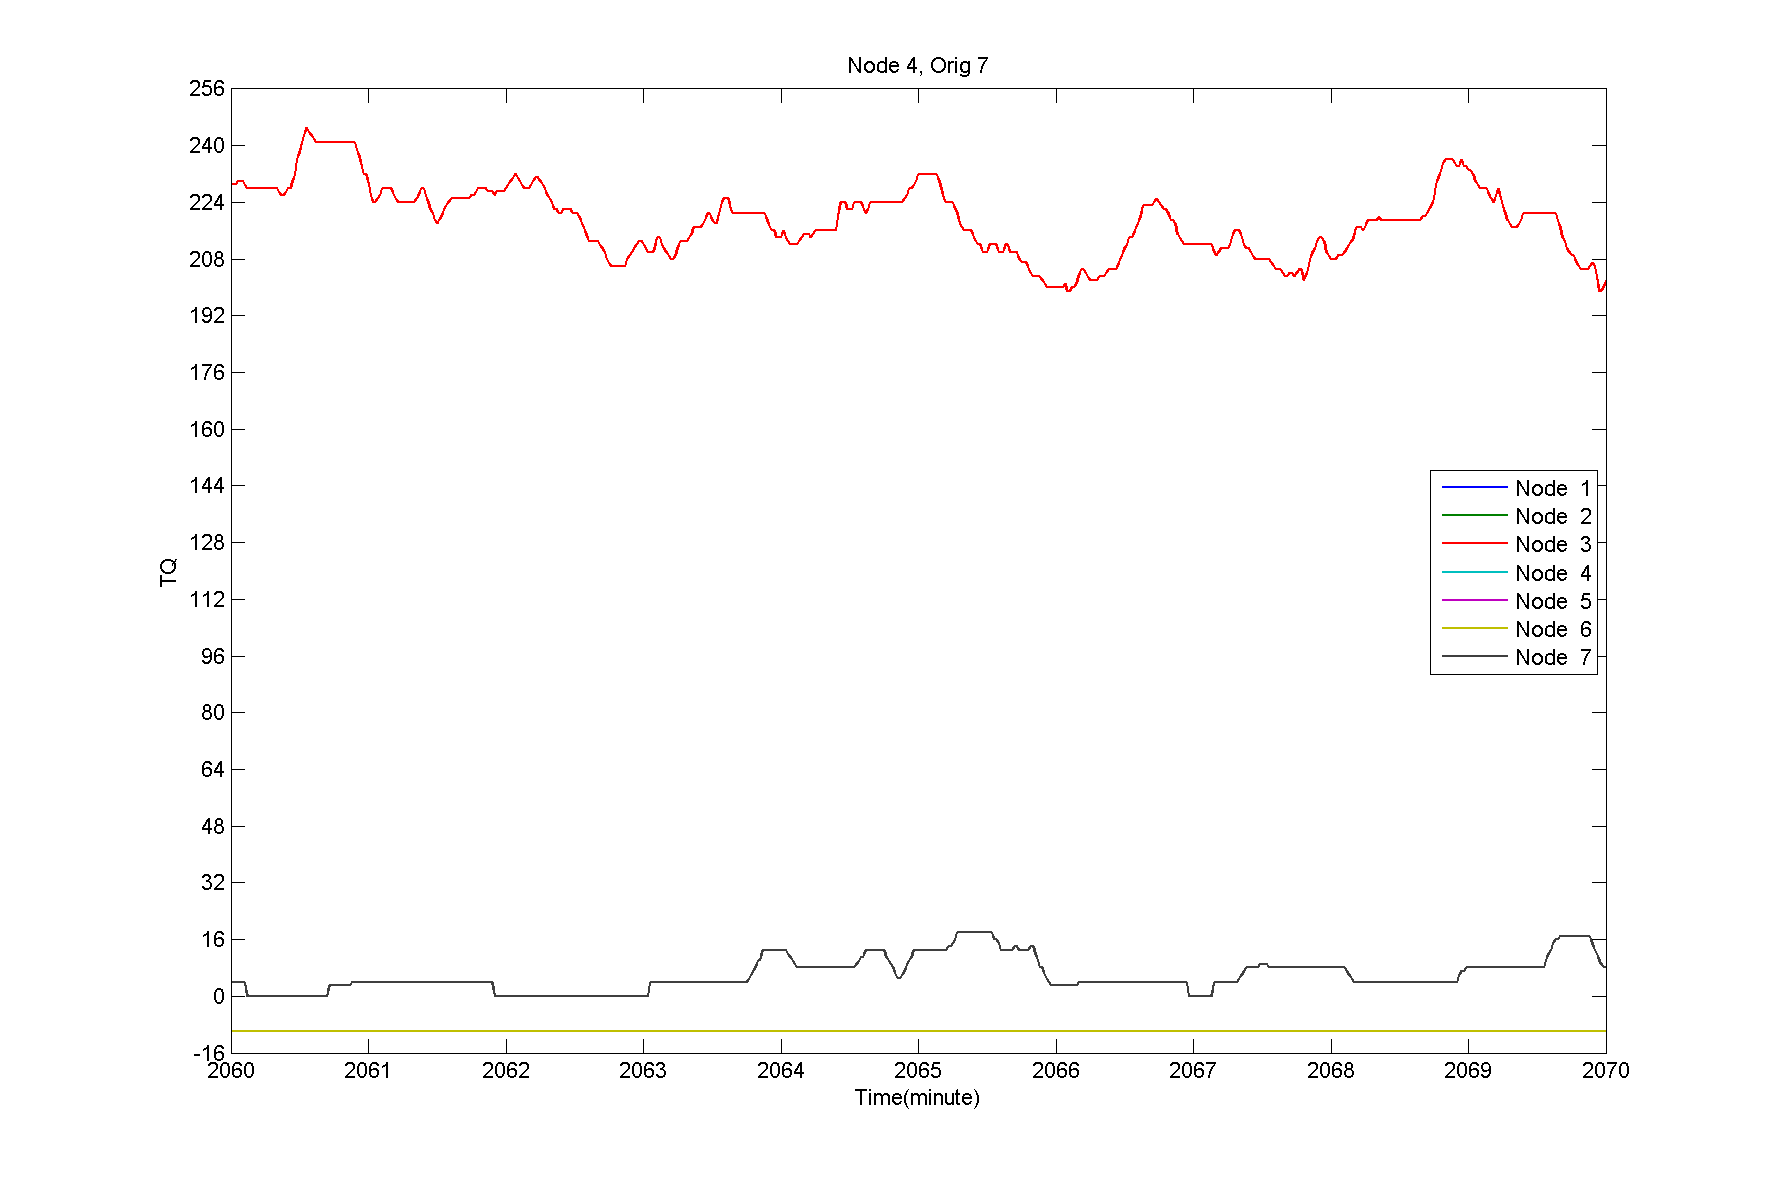 Node 4, Orig 7
256
240
224
208
192
176
160
144
128
112
96
80
64
48
32
16
0
-16
TQ
Node 1
Node 2
Node 3
Node 4
Node 5
Node 6
Node 7
2060 2061 2062 2063 2064 2065 2066 2067 2068 2069 2070
Time(minute)